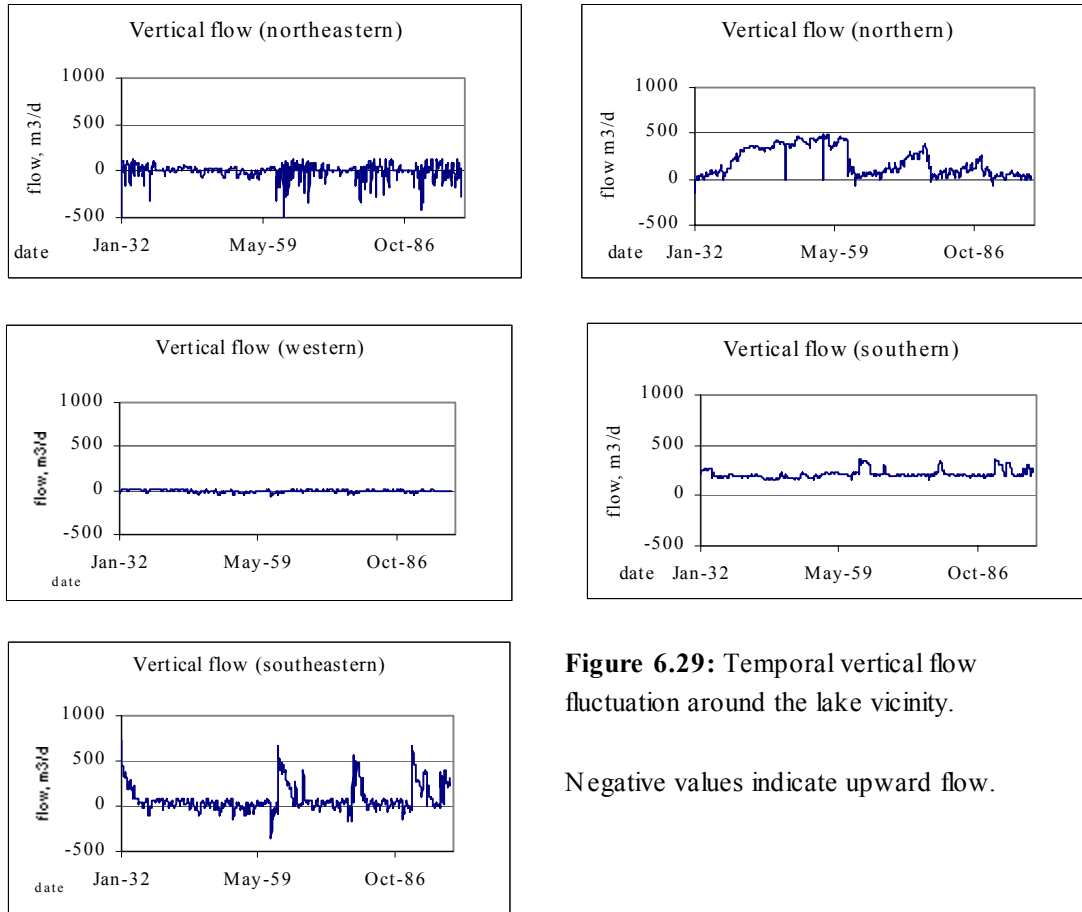 Vertical flow (northeastern)
1000
500
0
-500
flow, m3/d
date
Jan-32 May-59 Oct-86
Vertical flow (northern)
1000
500
0
-500
flow m3/d
date Jan-32 May-59 Oct-86
Vertical flow (western)
1000
500
0
-500
flow, m3/d
Jan-32 May-59 Oct-86
date
Vertical flow (southern)
1000
500
0
-500
flow, m3/d
date Jan-32 May-59 Oct-86
Vertical flow (southeastern)
1000
500
0
-500
flow, m3/d
Jan-32 May-59 Oct-86
date
Figure 6.29: Temporal vertical flow
fluctuation around the lake vicinity.
Negative values indicate upward flow.